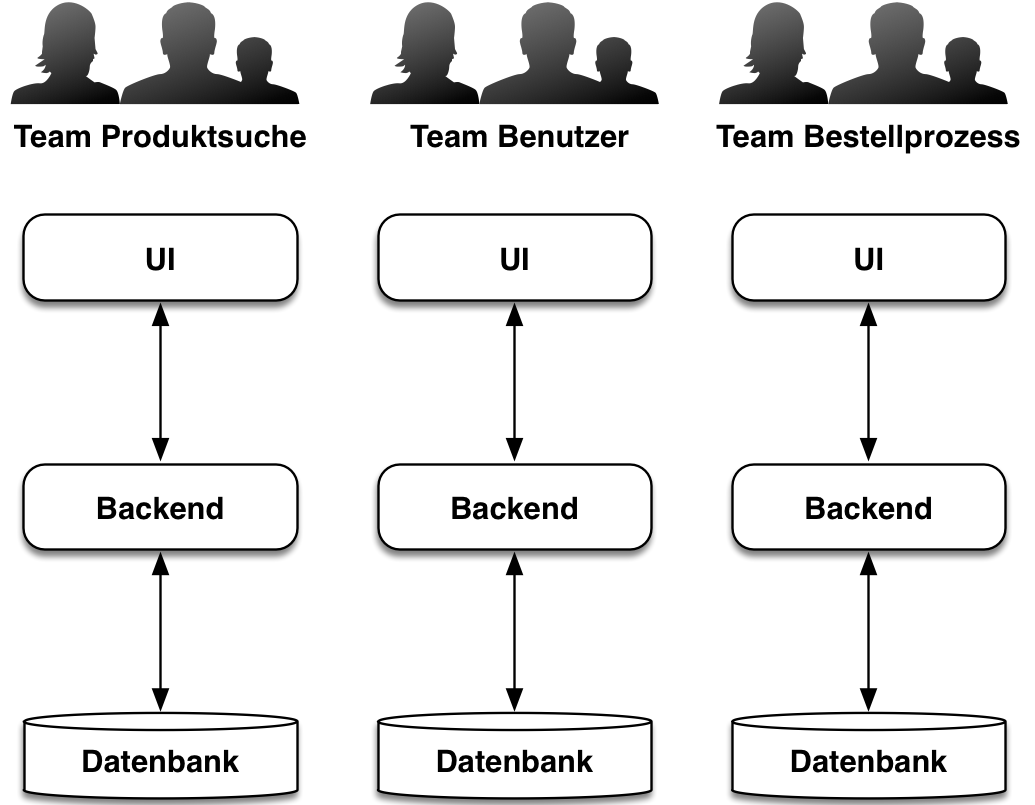 Team Produktsuche
Team Benutzer
Team Bestellprozess
UI
UI
UI
Backend
Backend
Backend
Datenbank
Datenbank
Datenbank